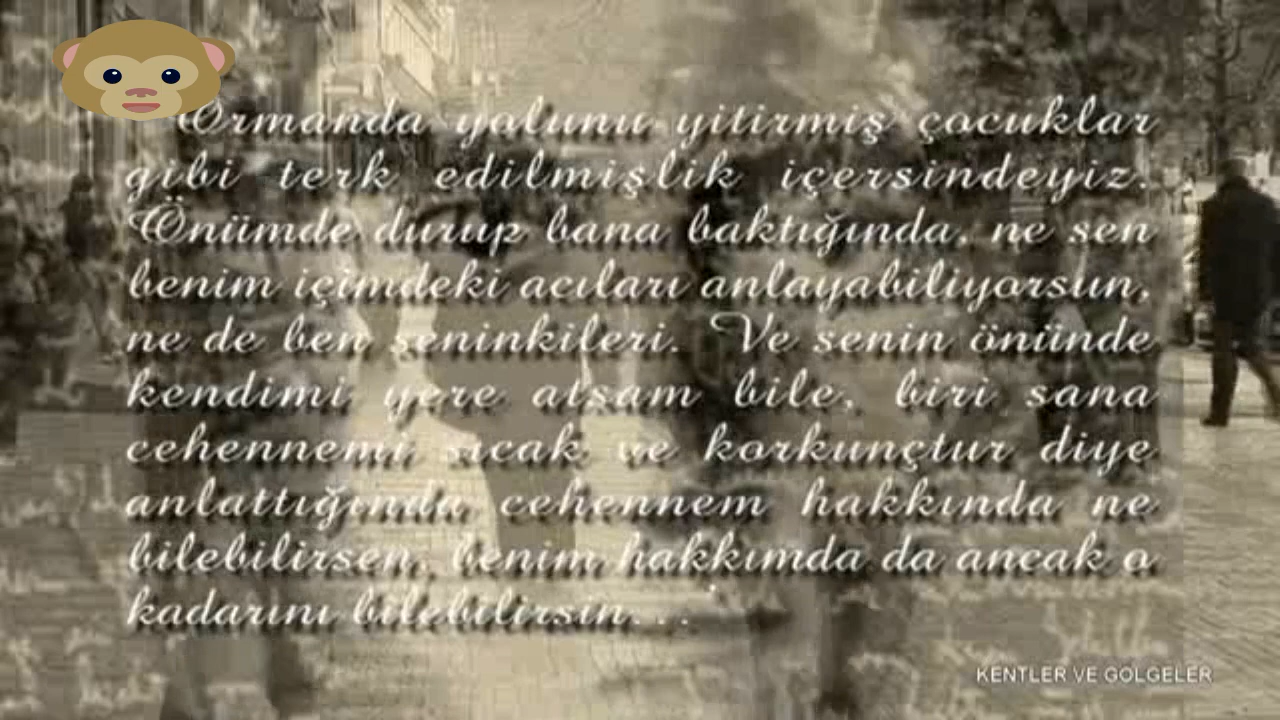 Ormanda yolunu yitirmiş çocuklar
gibi terk edilmişlik içersindeyiz.
Önümde durup bana baktığında, ne sen
benim içimdeki acıları anlayabiliyorsun,
ne de ben seninkileri. Ve senin önünde
kendimi yere atsam bile, biri sana
cehennemi sıcak ve korkunçtur diye
anlattığında cehennem hakkında ne
bilebilirsen, benim hakkımda da ancak o
kadarını bilebilirsin...
KENTLER VE GÖLGELER